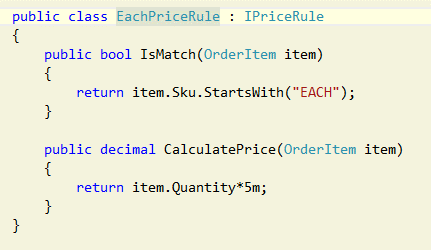 public class EachPriceRule : IPriceRule
{
    public bool IsMatch(OrderItem item)
    {
        return item.Sku.StartsWith("EACH");
    }

    public decimal CalculatePrice(OrderItem item)
    {
        return item.Quantity*5m;
    }
}